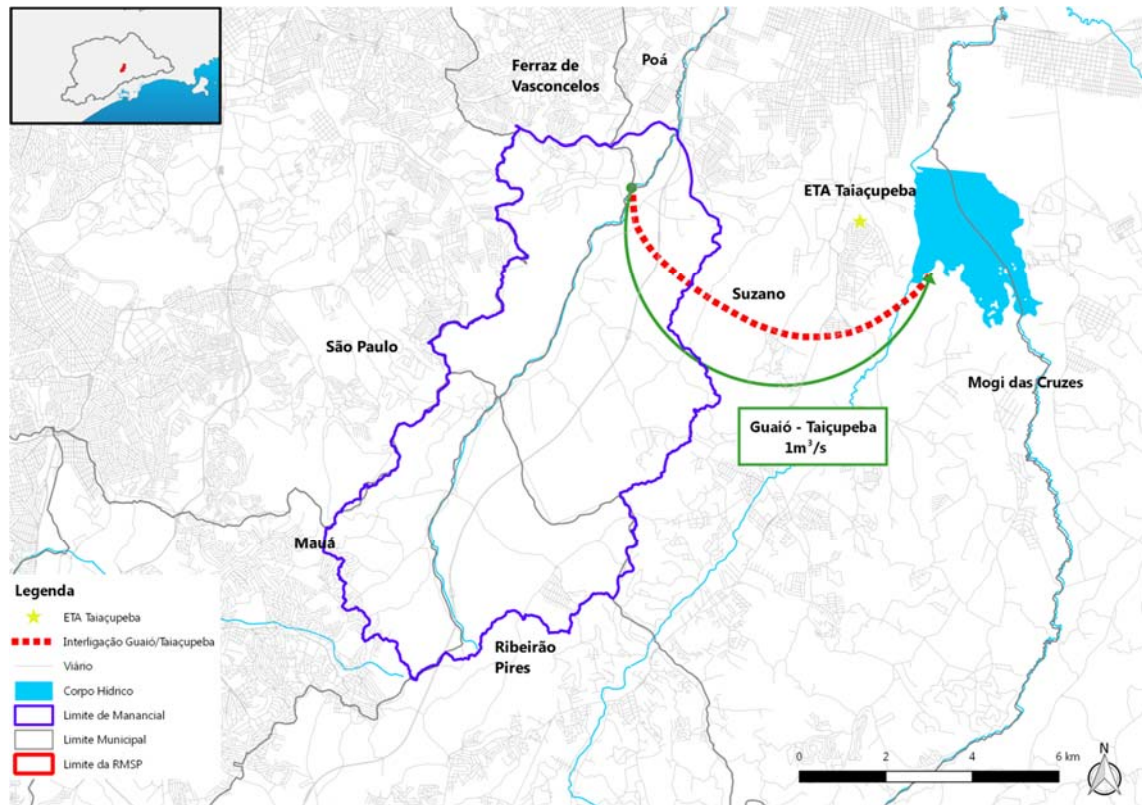 Ferraz de
Vasconcelos
Poá
ETA Taiaçupeba
Suzano
São Paulo
Mogi das Cruzes
Guaió - Taiçupeba
1m³/s
Mauá
Ribeirão
Pires
Legenda
ETA Taiaçupeba
Interligação Guaió/Taiaçupeba
Viário
Corpo Hídrico
Limite de Manancial
Limite Municipal
Limite da RMSP
0 2 4 6 km
N